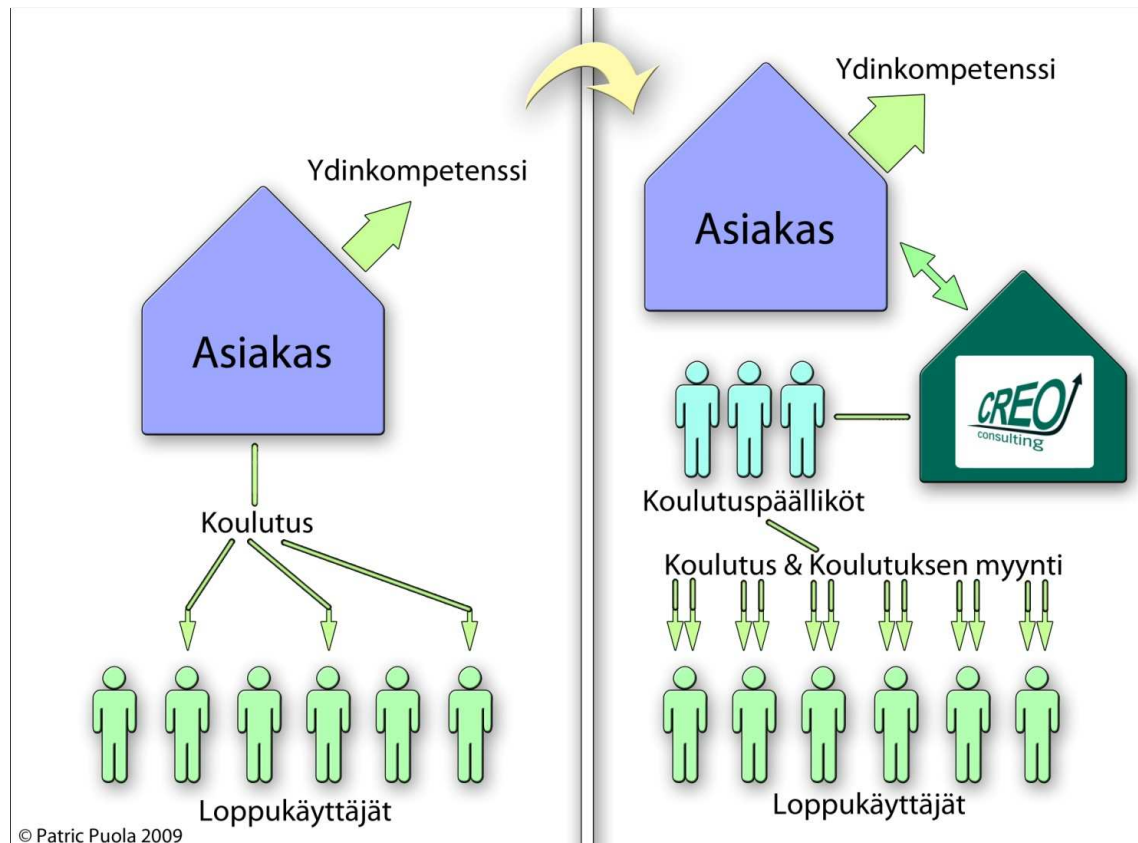 Ydinkompetenssi
Asiakas
Koulutus
Loppukäyttäjät
© Patric Puola 2009
Ydinkompetenssi
Asiakas
CREO
consulting
Koulutuspäälliköt
Koulutus & Koulutuksen myynti
Loppukäyttäjät